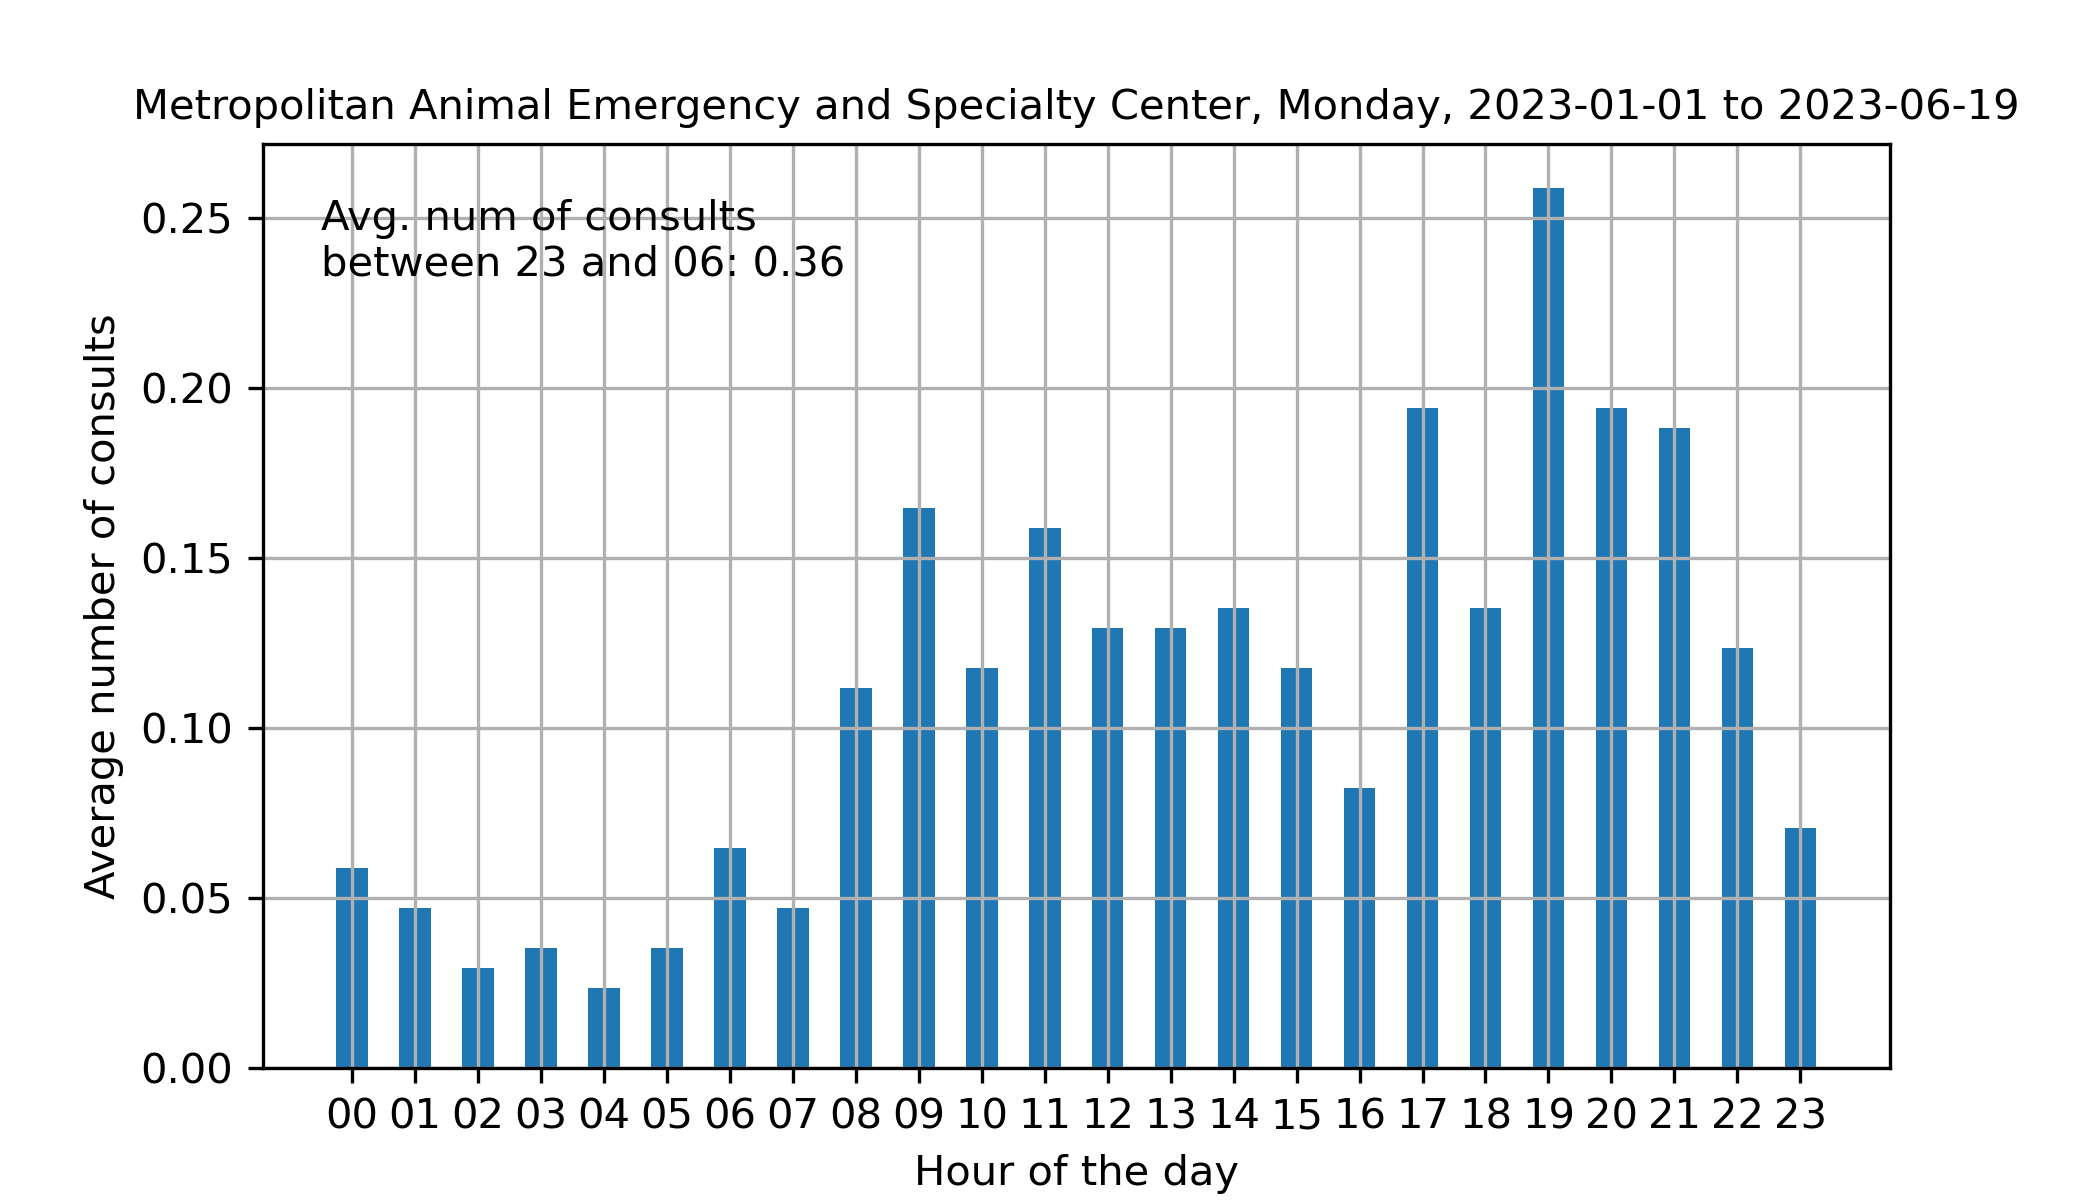 Metropolitan Animal Emergency and Specialty Center, Monday, 2023-01-01 to 2023-06-19
Avg. num of consults
between 23 and 06: 0.36
Average number of consults
0.25
0.20
0.15
0.10
0.05
0.00
00 01 02 03 04 05 06 07 08 09 10 11 12 13 14 15 16 17 18 19 20 21 22 23
Hour of the day